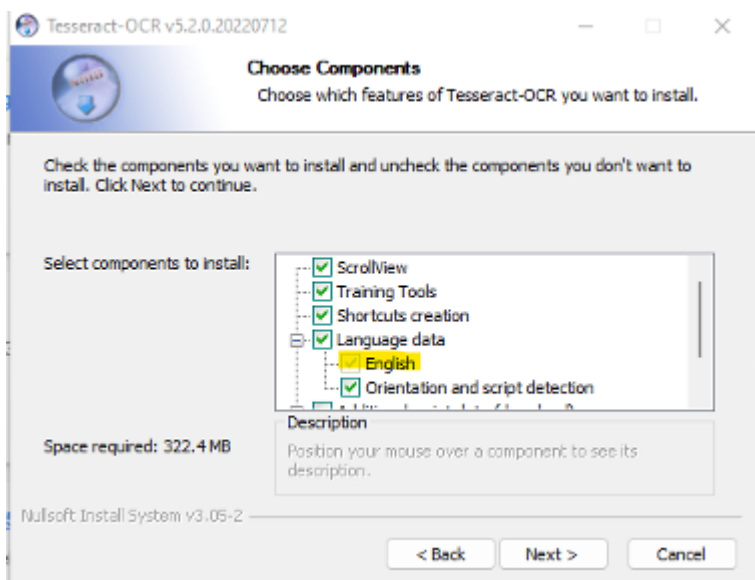 Tesseract-OCR v5.2.0.20220712
Choose Components
Choose which features of Tesseract-OCR you want to install.
Check the components you want to install and uncheck the components you don't want to
install. Click Next to continue.
Select components to install:
ScrollView
Training Tools
Shortcuts creation
Language data
English
Orientation and script detection
Space required: 322.4 MB
Description
Position your mouse over a component to see its
description.
Nullsoft Install System v3.05-2
< Back
Next >
Cancel